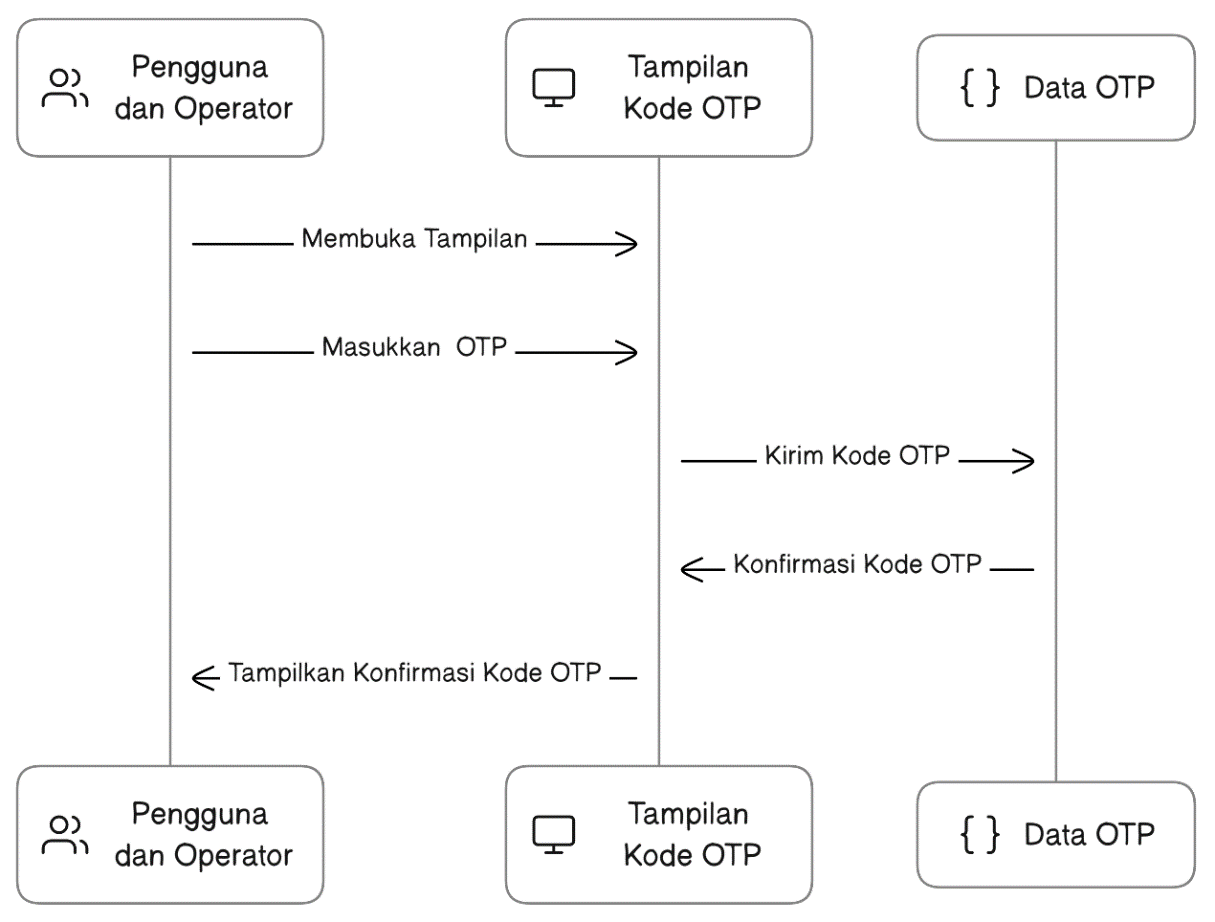 Pengguna
dan Operator
Tampilan
Kode OTP
{ } Data OTP
Membuka Tampilan
Masukkan OTP
Kirim Kode OTP
Konfirmasi Kode OTP
Tampilkan Konfirmasi Kode OTP
Pengguna
dan Operator
Tampilan
Kode OTP
{ } Data OTP